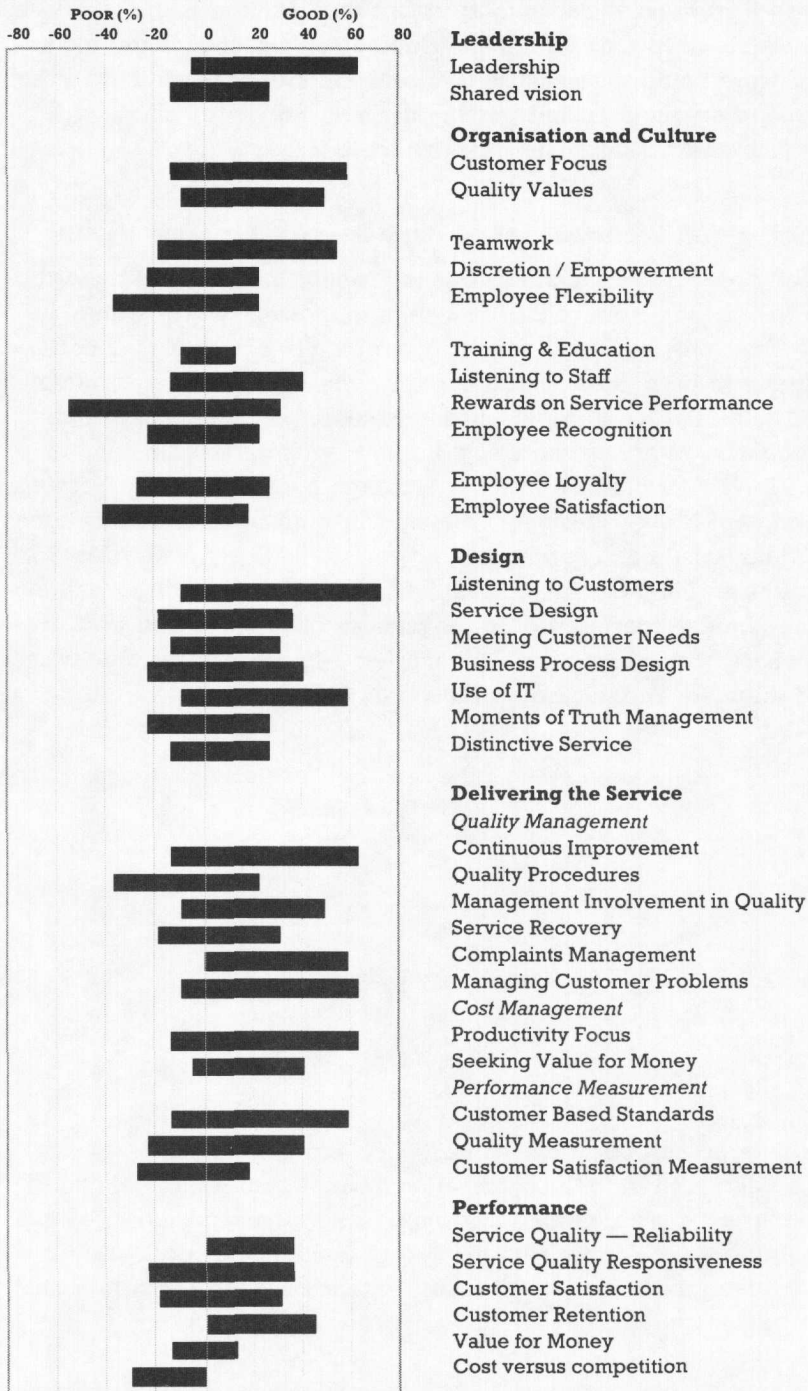 POOR (%) GOOD (%)
-80 -60 -40 -20 0 20 40 60 80
Leadership
Leadership
Shared vision
Organisation and Culture
Customer Focus
Quality Values
Teamwork
Discretion / Empowerment
Employee Flexibility
Training & Education
Listening to Staff
Rewards on Service Performance
Employee Recognition
Employee Loyalty
Employee Satisfaction
Design
Listening to Customers
Service Design
Meeting Customer Needs
Business Process Design
Use of IT
Moments of Truth Management
Distinctive Service
Delivering the Service
Quality Management
Continuous Improvement
Quality Procedures
Management Involvement in Quality
Service Recovery
Complaints Management
Managing Customer Problems
Cost Management
Productivity Focus
Seeking Value for Money
Performance Measurement
Customer Based Standards
Quality Measurement
Customer Satisfaction Measurement
Performance
Service Quality — Reliability
Service Quality Responsiveness
Customer Satisfaction
Customer Retention
Value for Money
Cost versus competition